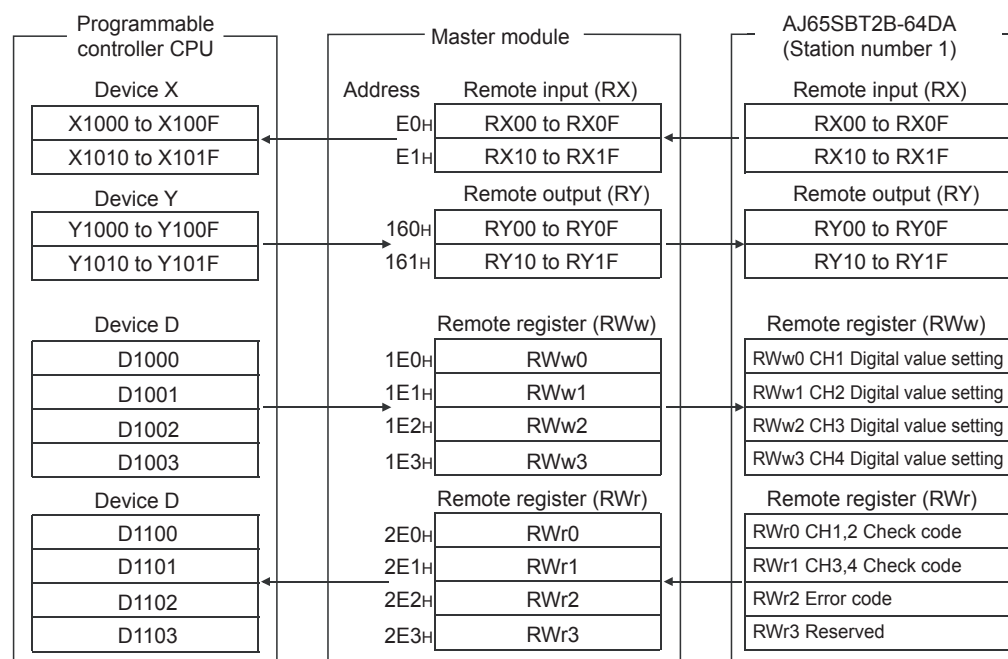 Programmable
controller CPU
Master module
AJ65SBT2B-64DA
(Station number 1)
Device X
Address
Remote input (RX)
Remote input (RX)
X1000 to X100F
E0H
RX00 to RX0F
RX00 to RX0F
X1010 to X101F
E1H
RX10 to RX1F
RX10 to RX1F
Device Y
Remote output (RY)
Remote output (RY)
Y1000 to Y100F
160H
RY00 to RY0F
RY00 to RY0F
Y1010 to Y101F
161H
RY10 to RY1F
RY10 to RY1F
Device D
Remote register (RWw)
Remote register (RWw)
D1000
1E0H
RWw0
RWw0 CH1 Digital value setting
D1001
1E1H
RWw1
RWw1 CH2 Digital value setting
D1002
1E2H
RWw2
RWw2 CH3 Digital value setting
D1003
1E3H
RWw3
RWw3 CH4 Digital value setting
Device D
Remote register (RWr)
Remote register (RWr)
D1100
2E0H
RWr0
RWr0 CH1,2 Check code
D1101
2E1H
RWr1
RWr1 CH3,4 Check code
D1102
2E2H
RWr2
RWr2 Error code
D1103
2E3H
RWr3
RWr3 Reserved